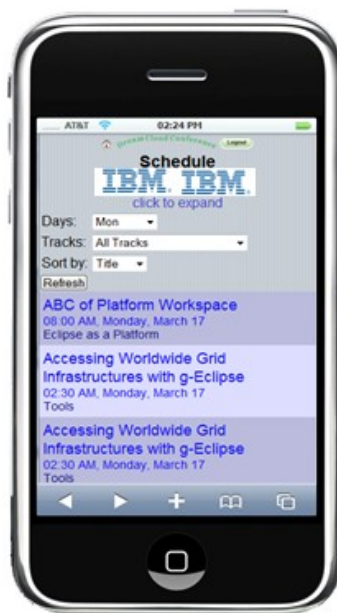 AT&T 02:24 PM
Dream Cloud Conference Logout
Schedule
IBM. IBM.
click to expand
Days: Mon
Tracks: All Tracks
Sort by: Title
Refresh
ABC of Platform Workspace
08:00 AM, Monday, March 17
Eclipse as a Platform
Accessing Worldwide Grid
Infrastructures with g-Eclipse
02:30 AM, Monday, March 17
Tools
Accessing Worldwide Grid
Infrastructures with g-Eclipse
02:30 AM, Monday, March 17
Tools